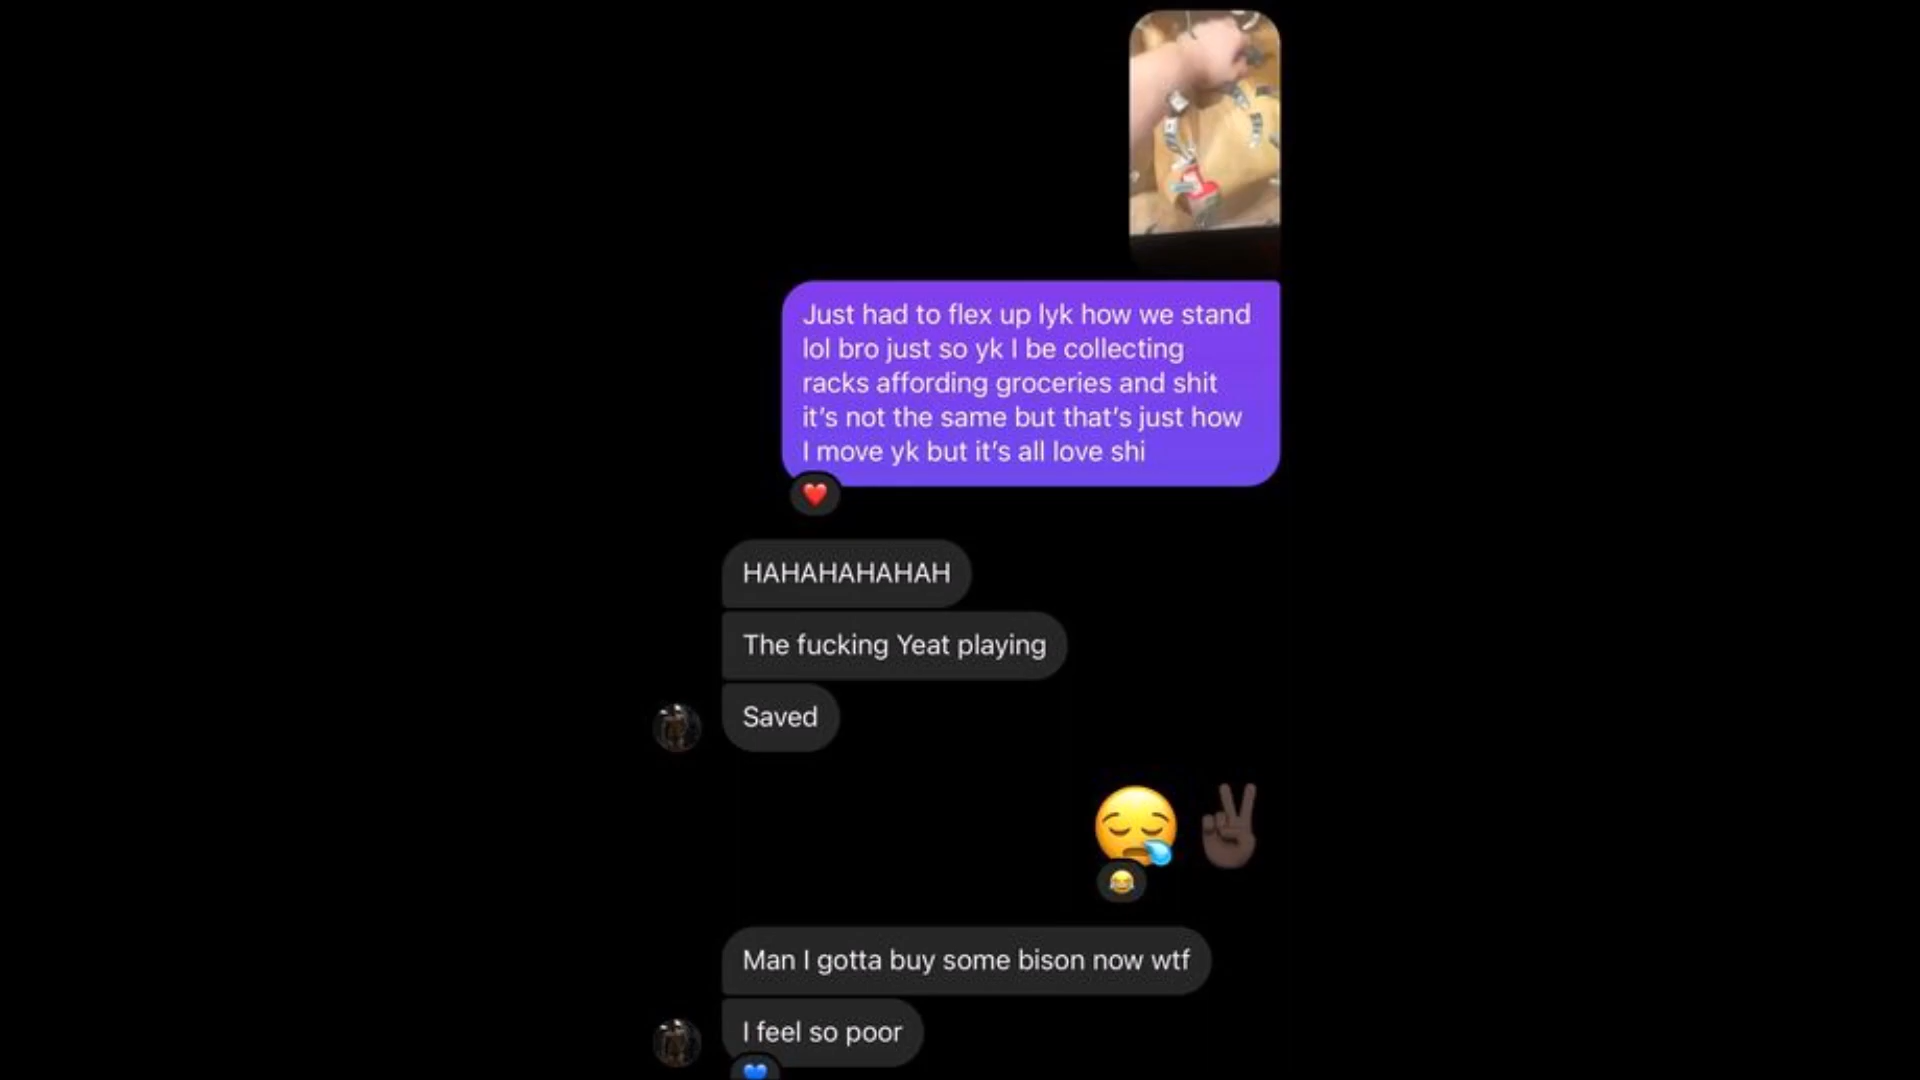 Just had to flex up lyk how we stand
lol bro just so yk I be collecting
racks affording groceries and shit
it’s not the same but that’s just how
I move yk but it’s all love shi
HAHAHAHAHAH
The fucking Yeat playing
Saved
Man I gotta buy some bison now wtf
I feel so poor